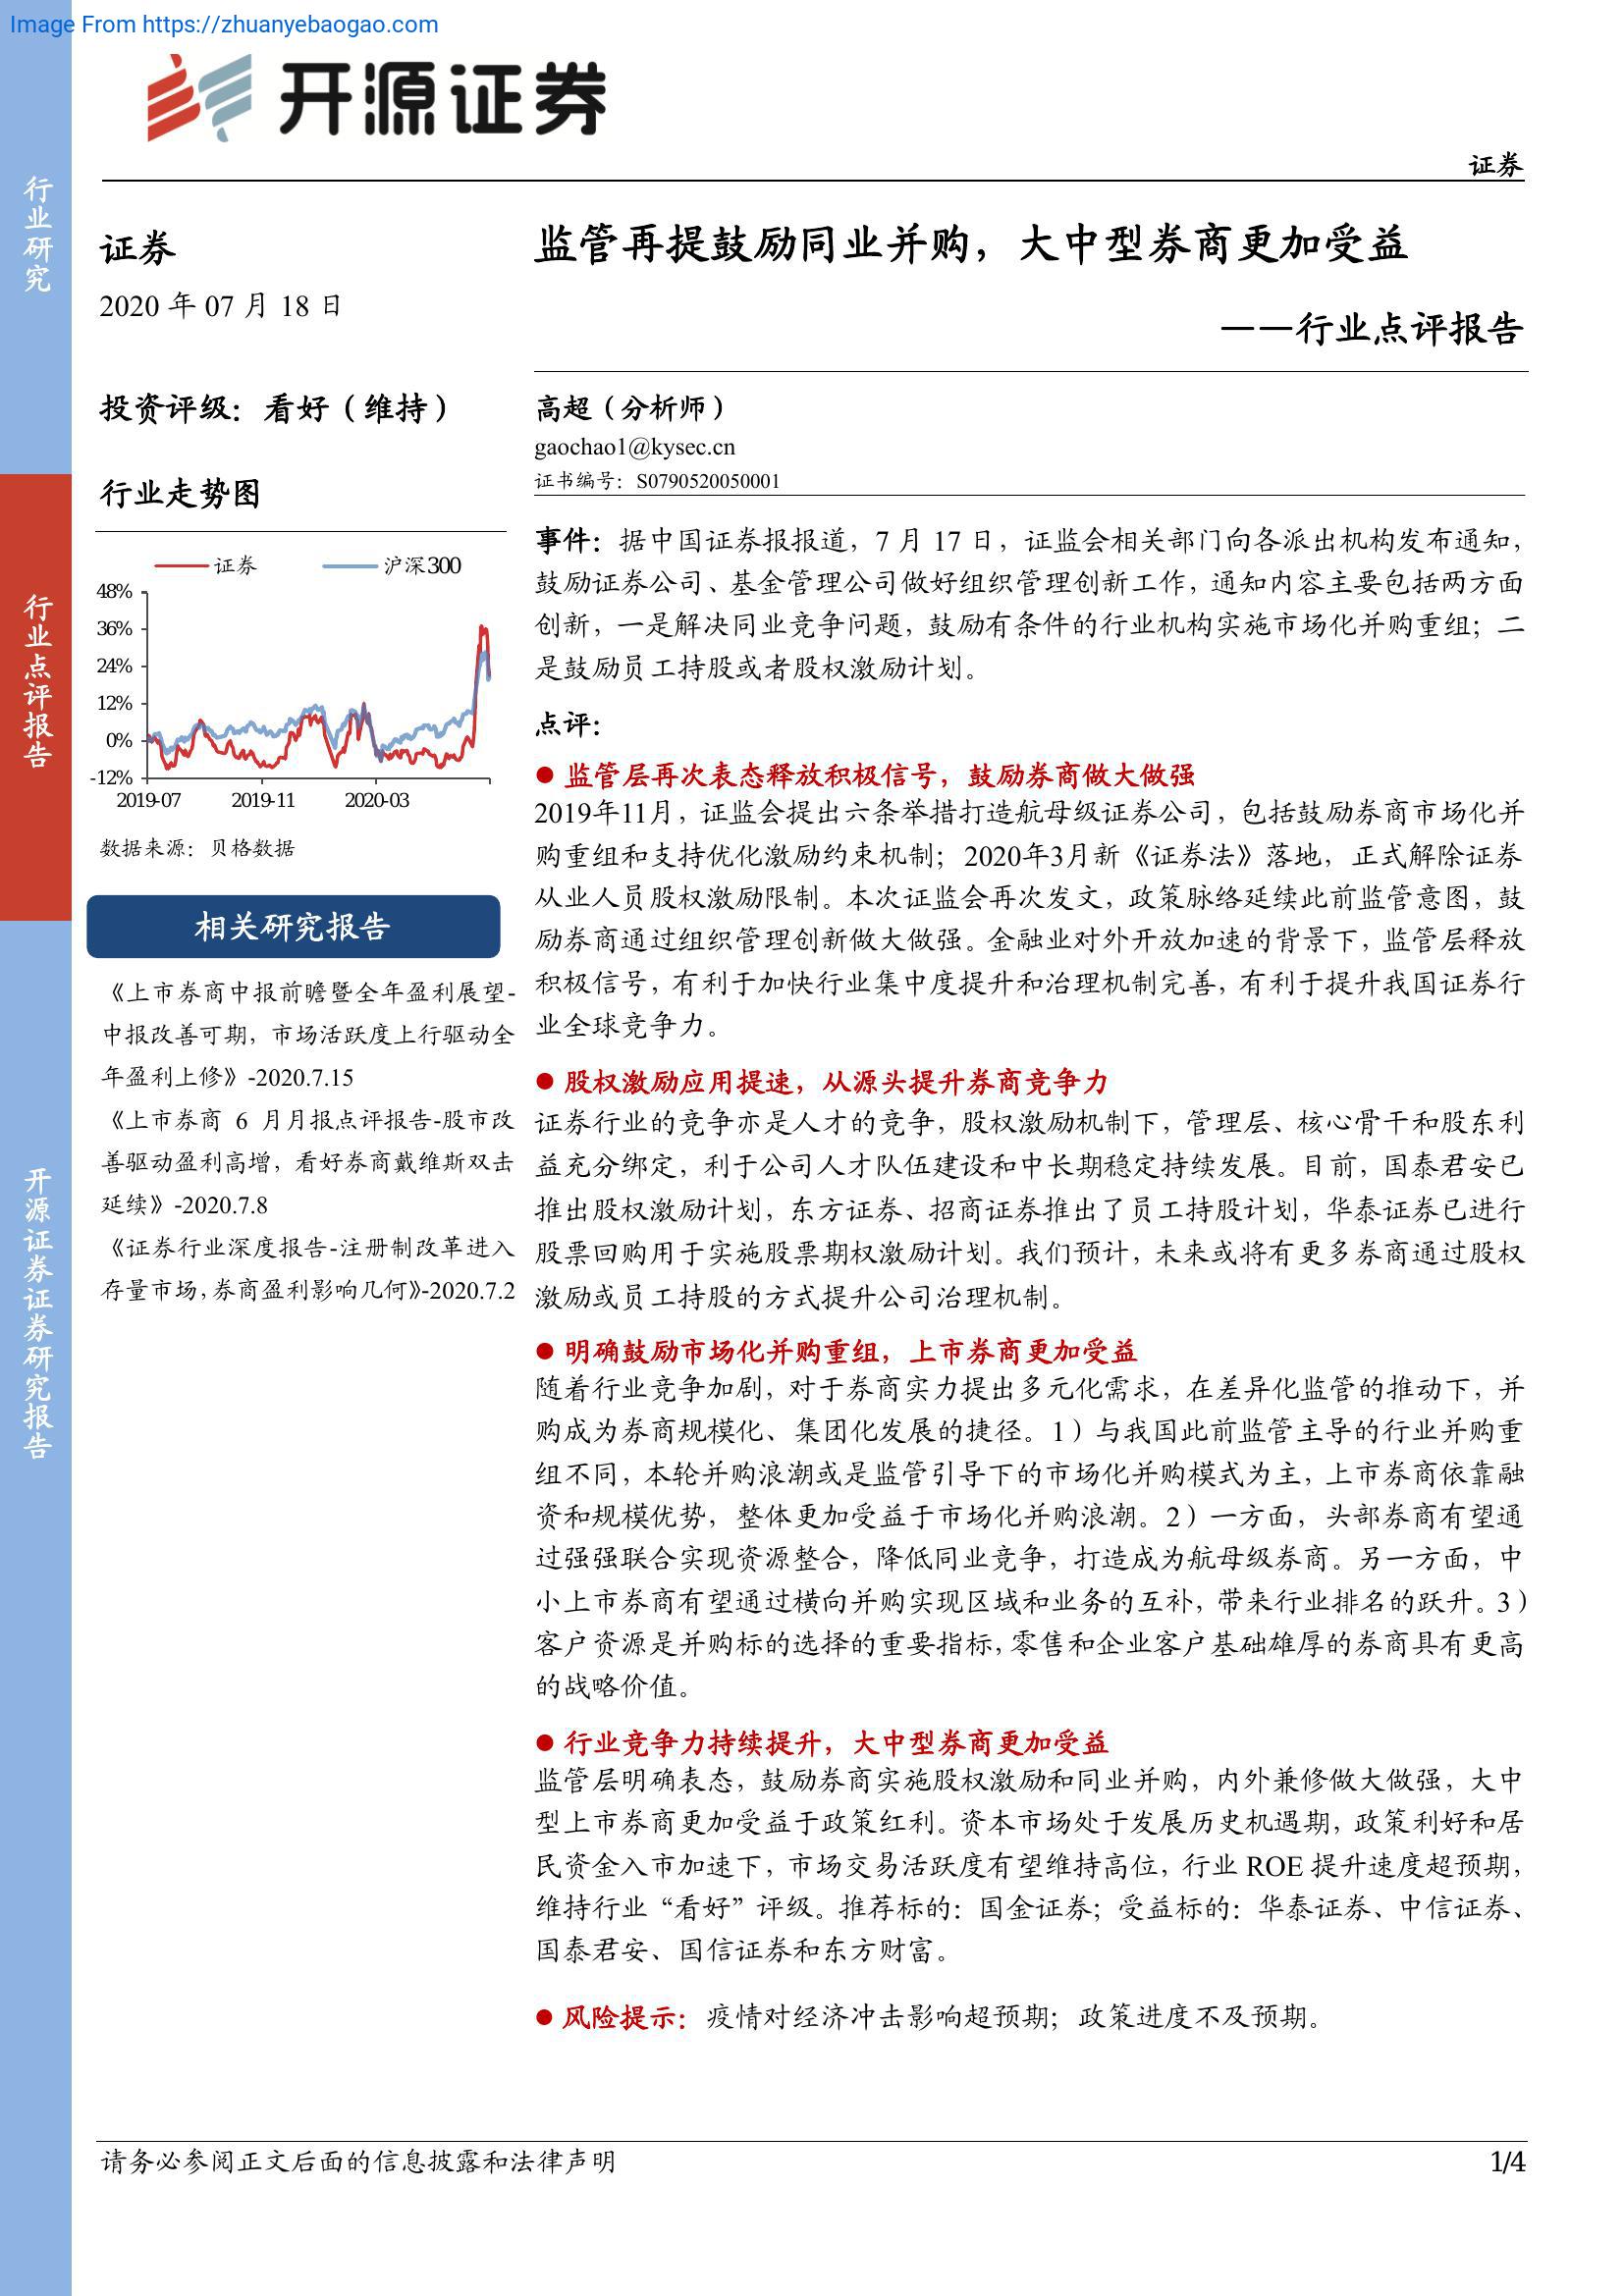 Image From https://zhuanyebaogao.com
开源证券
证券
行业研究
行业点评报告
开源证券证券研究报告
证券
2020 年 07 月 18 日
投资评级：看好（维持）
行业走势图
证券 沪深300
48%
36%
24%
12%
0%
-12%
2019-07 2019-11 2020-03
数据来源：贝格数据
相关研究报告
《上市券商中报前瞻暨全年盈利展望-
中报改善可期，市场活跃度上行驱动全
年盈利上修》-2020.7.15
《上市券商 6 月月报点评报告-股市改
善驱动盈利高增，看好券商戴维斯双击
延续》-2020.7.8
《证券行业深度报告-注册制改革进入
存量市场，券商盈利影响几何》-2020.7.2
监管再提鼓励同业并购，大中型券商更加受益
——行业点评报告
高超（分析师）
gaochao1@kysec.cn
证书编号：S0790520050001
事件：据中国证券报报道，7 月 17 日，证监会相关部门向各派出机构发布通知，
鼓励证券公司、基金管理公司做好组织管理创新工作，通知内容主要包括两方面
创新，一是解决同业竞争问题，鼓励有条件的行业机构实施市场化并购重组；二
是鼓励员工持股或者股权激励计划。
点评：
● 监管层再次表态释放积极信号，鼓励券商做大做强
2019年11月，证监会提出六条举措打造航母级证券公司，包括鼓励券商市场化并
购重组和支持优化激励约束机制；2020年3月新《证券法》落地，正式解除证券
从业人员股权激励限制。本次证监会再次发文，政策脉络延续此前监管意图，鼓
励券商通过组织管理创新做大做强。金融业对外开放加速的背景下，监管层释放
积极信号，有利于加快行业集中度提升和治理机制完善，有利于提升我国证券行
业全球竞争力。
● 股权激励应用提速，从源头提升券商竞争力
证券行业的竞争亦是人才的竞争，股权激励机制下，管理层、核心骨干和股东利
益充分绑定，利于公司人才队伍建设和中长期稳定持续发展。目前，国泰君安已
推出股权激励计划，东方证券、招商证券推出了员工持股计划，华泰证券已进行
股票回购用于实施股票期权激励计划。我们预计，未来或将有更多券商通过股权
激励或员工持股的方式提升公司治理机制。
● 明确鼓励市场化并购重组，上市券商更加受益
随着行业竞争加剧，对于券商实力提出多元化需求，在差异化监管的推动下，并
购成为券商规模化、集团化发展的捷径。1）与我国此前监管主导的行业并购重
组不同，本轮并购浪潮或是监管引导下的市场化并购模式为主，上市券商依靠融
资和规模优势，整体更加受益于市场化并购浪潮。2）一方面，头部券商有望通
过强强联合实现资源整合，降低同业竞争，打造成为航母级券商。另一方面，中
小上市券商有望通过横向并购实现区域和业务的互补，带来行业排名的跃升。3）
客户资源是并购标的选择的重要指标，零售和企业客户基础雄厚的券商具有更高
的战略价值。
● 行业竞争力持续提升，大中型券商更加受益
监管层明确表态，鼓励券商实施股权激励和同业并购，内外兼修做大做强，大中
型上市券商更加受益于政策红利。资本市场处于发展历史机遇期，政策利好和居
民资金入市加速下，市场交易活跃度有望维持高位，行业 ROE 提升速度超预期，
维持行业“看好”评级。推荐标的：国金证券；受益标的：华泰证券、中信证券、
国泰君安、国信证券和东方财富。
● 风险提示：疫情对经济冲击影响超预期；政策进度不及预期。
请务必参阅正文后面的信息披露和法律声明
1/4